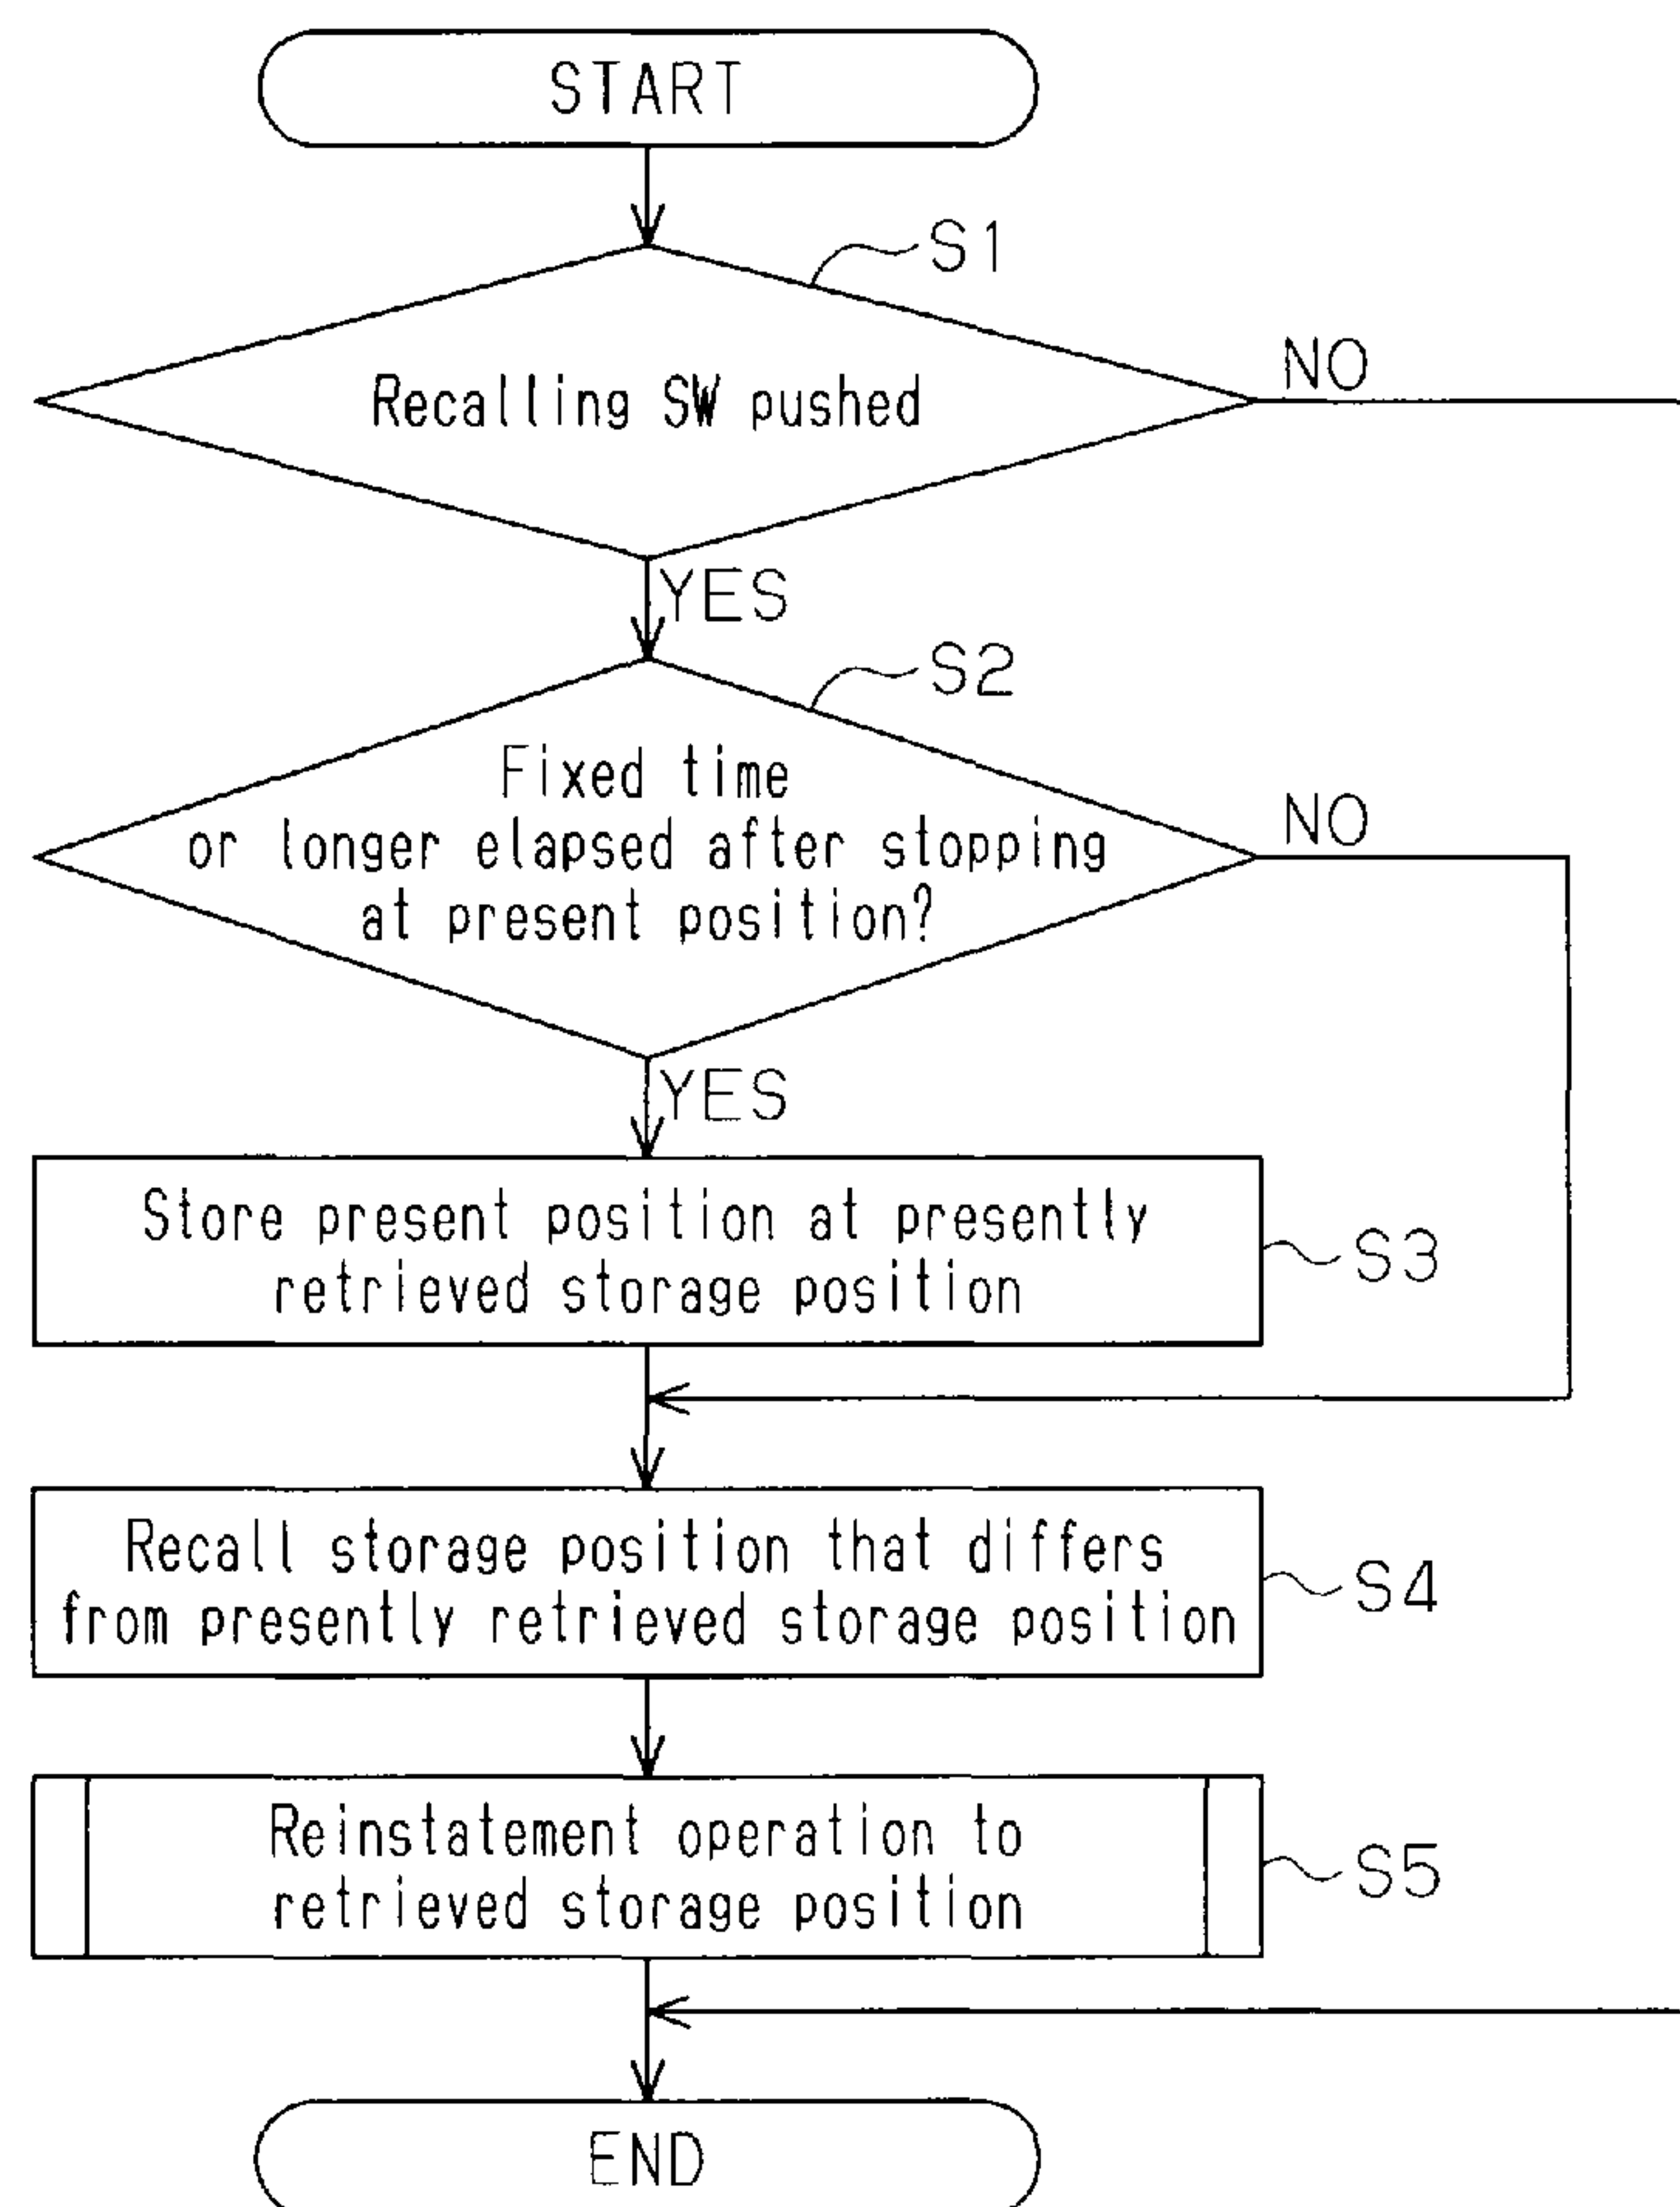 START
S1
Recalling SW pushed
NO
YES
S2
Fixed time
or longer elapsed after stopping
at present position?
NO
YES
Store present position at presently
retrieved storage position
S3
Recall storage position that differs
from presently retrieved storage position
S4
Reinstatement operation to
retrieved storage position
S5
END